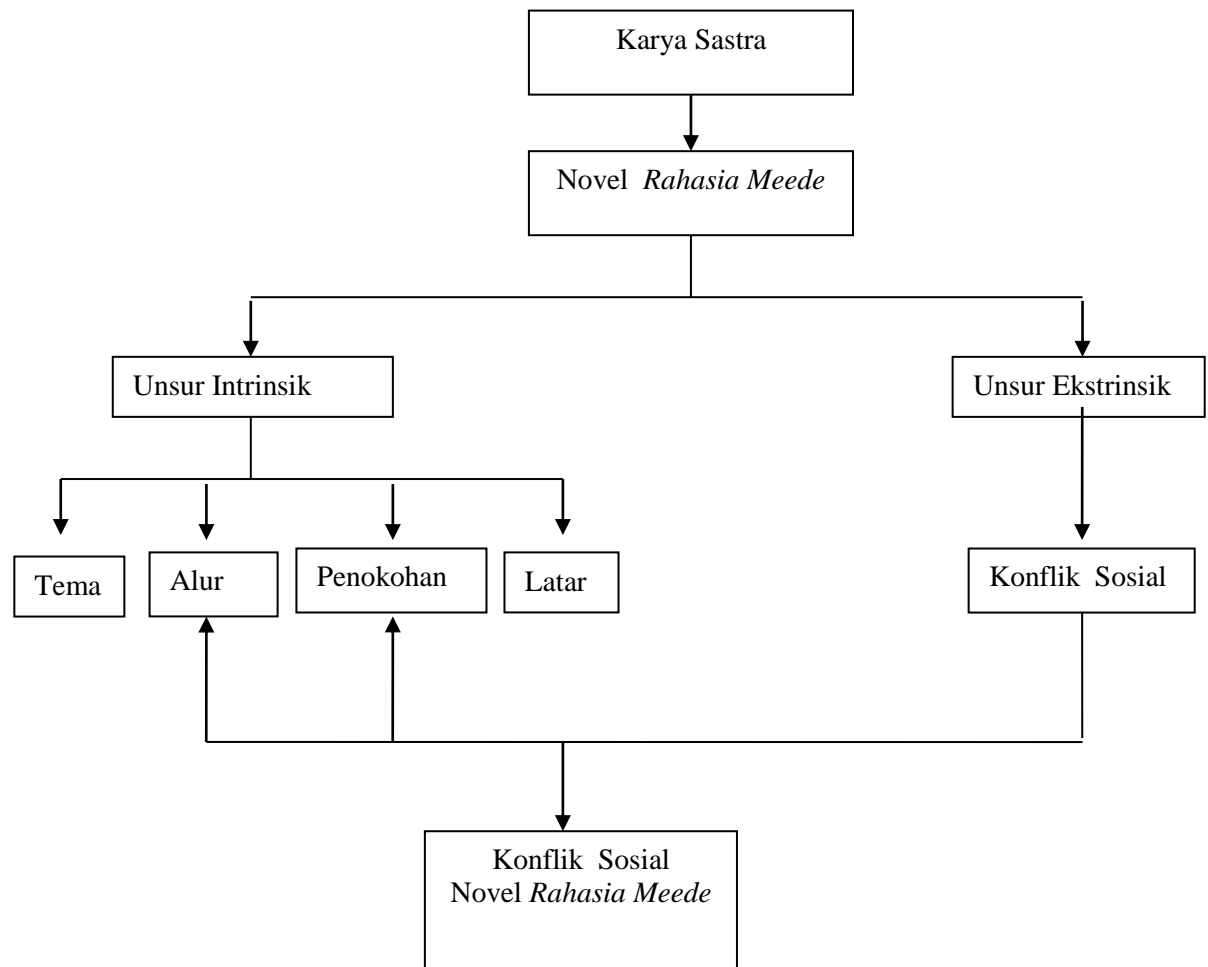 Karya Sastra
Novel Rahasia Meede
Unsur Intrinsik
Unsur Ekstrinsik
Tema
Alur
Penokohan
Latar
Konflik Sosial
Konflik Sosial
Novel Rahasia Meede